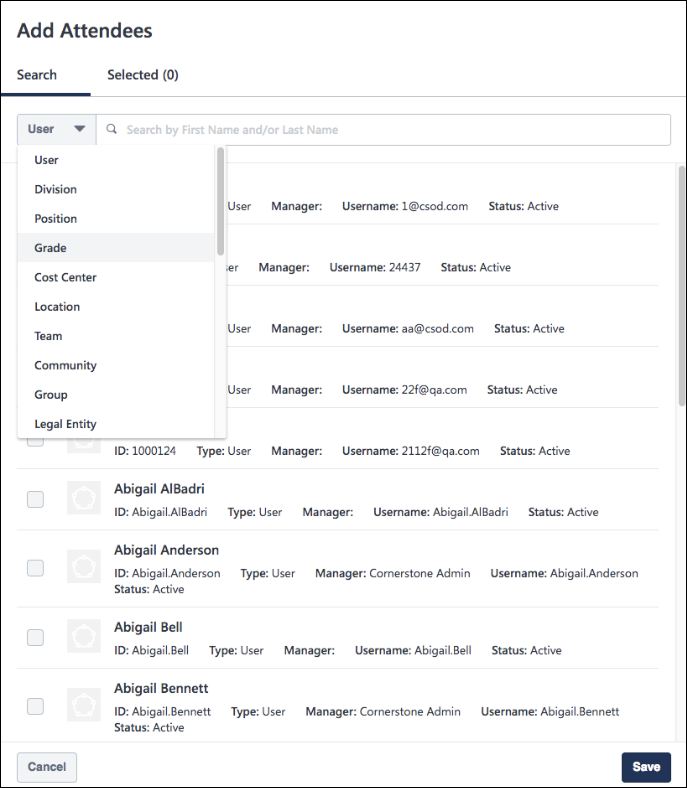 Add Attendees
Search Selected (0)
User Search by First Name and/or Last Name
User
Division
Position
Grade
Cost Center
Location
Team
Community
Group
Legal Entity
User Manager: Username: 1@csod.com Status: Active
Manager: Username: 24437 Status: Active
User Manager: Username: aa@csod.com Status: Active
User Manager: Username: 22f@qa.com Status: Active
ID: 1000124 Type: User Manager: Username: 2112f@qa.com Status: Active
Abigail AlBadri
ID: Abigail.AlBadri Type: User Manager: Username: Abigail.AlBadri Status: Active
Abigail Anderson
ID: Abigail.Anderson Type: User Manager: Cornerstone Admin Username: Abigail.Anderson
Status: Active
Abigail Bell
ID: Abigail.Bell Type: User Manager: Username: Abigail.Bell Status: Active
Abigail Bennett
ID: Abigail.Bennett Type: User Manager: Cornerstone Admin Username: Abigail.Bennett
Status: Active
Cancel Save